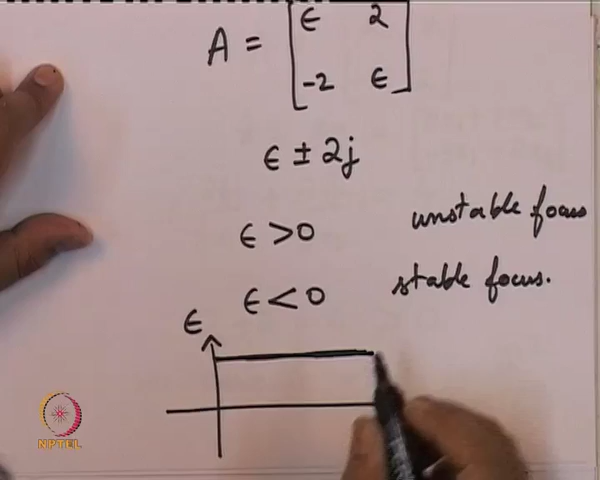 A = [ ϵ 2
-2 ϵ ]
ϵ ± 2j
ϵ > 0 unstable focus
ϵ < 0 stable focus.
ϵ
NPTEL